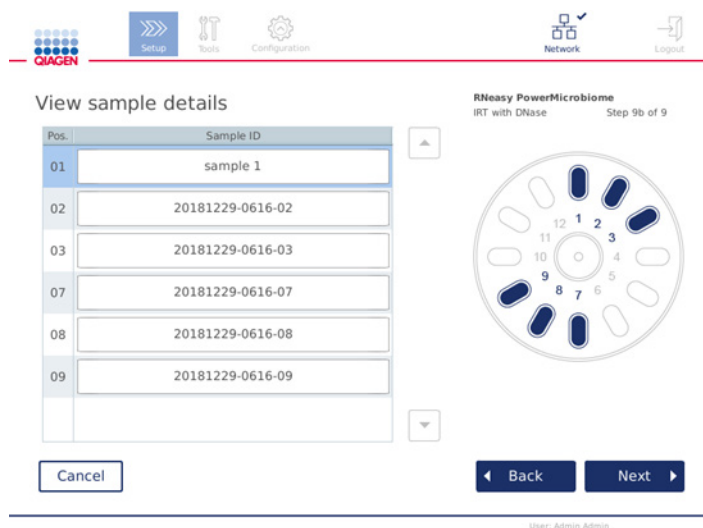 QIAGEN
Setup
Tools
Configuration
Network
Logout
View sample details
RNeasy PowerMicrobiome
IRT with DNase Step 9b of 9
Pos. Sample ID
01 sample 1
02 20181229-0616-02
03 20181229-0616-03
07 20181229-0616-07
08 20181229-0616-08
09 20181229-0616-09
1
2
3
4
5
6
7
8
9
10
11
12
Cancel
Back
Next
User: Admin Admin